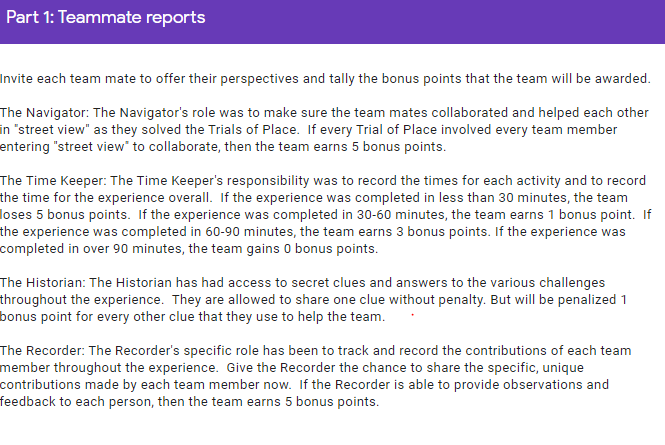 Part 1: Teammate reports
Invite each team mate to offer their perspectives and tally the bonus points that the team will be awarded.
The Navigator: The Navigator's role was to make sure the team mates collaborated and helped each other
in "street view" as they solved the Trials of Place.  If every Trial of Place involved every team member
entering "street view" to collaborate, then the team earns 5 bonus points.
The Time Keeper: The Time Keeper's responsibility was to record the times for each activity and to record
the time for the experience overall.  If the experience was completed in less than 30 minutes, the team
loses 5 bonus points.  If the experience was completed in 30-60 minutes, the team earns 1 bonus point.  If
the experience was completed in 60-90 minutes, the team earns 3 bonus points. If the experience was
completed in over 90 minutes, the team gains 0 bonus points.
The Historian: The Historian has had access to secret clues and answers to the various challenges
throughout the experience.  They are allowed to share one clue without penalty. But will be penalized 1
bonus point for every other clue that they use to help the team.
The Recorder: The Recorder's specific role has been to track and record the contributions of each team
member throughout the experience.  Give the Recorder the chance to share the specific, unique
contributions made by each team member now.  If the Recorder is able to provide observations and
feedback to each person, then the team earns 5 bonus points.